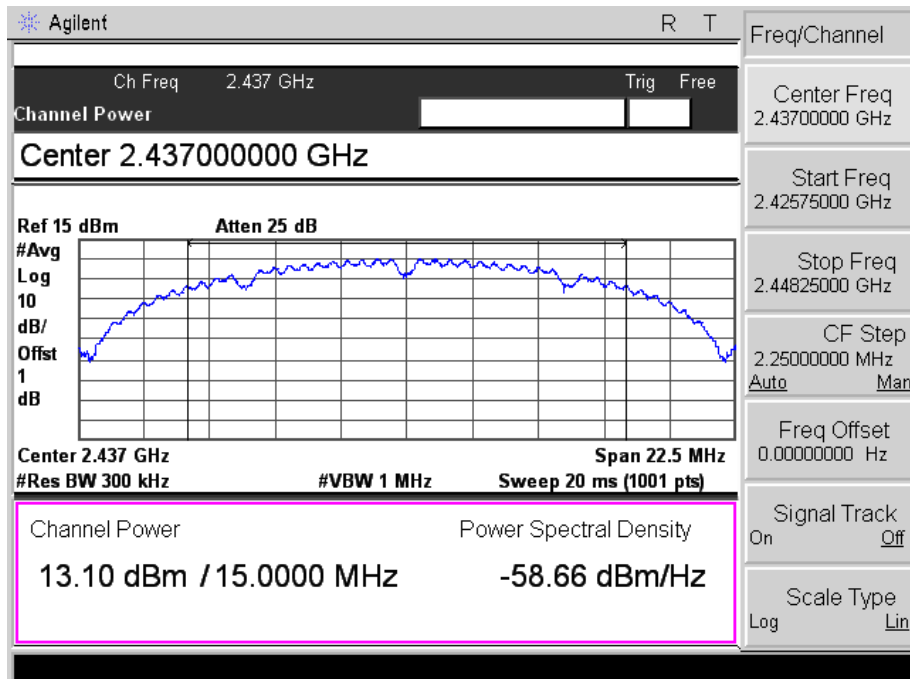 Agilent R T
Freq/Channel
Ch Freq 2.437 GHz Trig Free
Channel Power
Center 2.437000000 GHz
Ref 15 dBm Atten 25 dB
#Avg
Log
10
dB/
Offst
1
dB
Center 2.437 GHz Span 22.5 MHz
#Res BW 300 kHz #VBW 1 MHz Sweep 20 ms (1001 pts)
Channel Power Power Spectral Density
13.10 dBm / 15.0000 MHz -58.66 dBm/Hz
Center Freq
2.43700000 GHz
Start Freq
2.42575000 GHz
Stop Freq
2.44825000 GHz
CF Step
2.25000000 MHz
Auto Man
Freq Offset
0.00000000 Hz
Signal Track
On Off
Scale Type
Log Lin